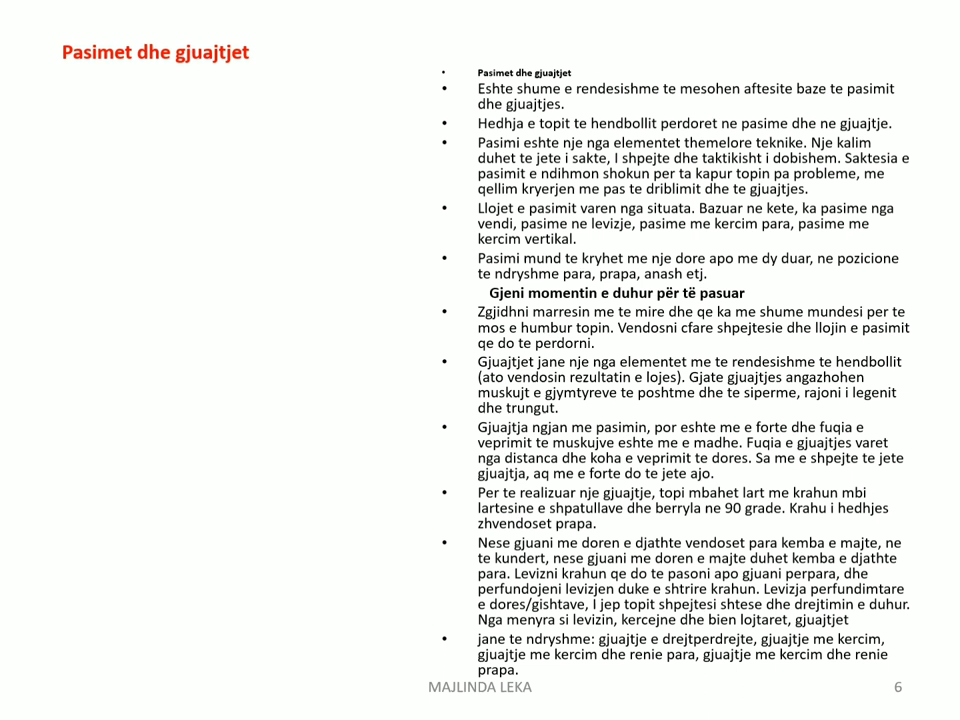 Pasimet dhe gjuajtjet
• Pasimet dhe gjuajtjet
• Eshte shume e rendesishme te mesohen aftesite baze te pasimit
dhe gjuajtjes.
• Hedhja e topit te hendbollit perdoret ne pasime dhe ne gjuajtje.
• Pasimi eshte nje nga elementet themelore teknike. Nje kalim
duhet te jete i sakte, I shpejte dhe taktikisht i dobishem. Saktesia e
pasimit e ndihmon shokun per ta kapur topin pa probleme, me
qellim kryerjen me pas te driblimit dhe te gjuajtjes.
• Llojet e pasimit varen nga situata. Bazuar ne kete, ka pasime nga
vendi, pasime ne levizje, pasime me kercim para, pasime me
kercim vertikal.
• Pasimi mund te kryhet me nje dore apo me dy duar, ne pozicione
te ndryshme para, prapa, anash etj.
Gjeni momentin e duhur për të pasuar
• Zgjidhni marresin me te mire dhe qe ka me shume mundesi per te
mos e humbur topin. Vendosni cfare shpejtesie dhe llojin e pasimit
qe do te perdorni.
• Gjuajtjet jane nje nga elementet me te rendesishme te hendbollit
(ato vendosin rezultatin e lojes). Gjate gjuajtjes angazhohen
muskujt e gjymtyreve te poshtme dhe te siperme, rajoni i legenit
dhe trungut.
• Gjuajtja ngjan me pasimin, por eshte me e forte dhe fuqia e
veprimit te muskujve eshte me e madhe. Fuqia e gjuajtjes varet
nga distanca dhe koha e veprimit te dores. Sa me e shpejte te jete
gjuajtja, aq me e forte do te jete ajo.
• Per te realizuar nje gjuajtje, topi mbahet lart me krahun mbi
lartesine e shpatullave dhe berryla ne 90 grade. Krahu i hedhjes
zhvendoset prapa.
• Nese gjuani me doren e djathte vendoset para kemba e majte, ne
te kundert, nese gjuani me doren e majte duhet kemba e djathte
para. Levizni krahun qe do te pasoni apo gjuani perpara, dhe
perfundojeni levizjen duke e shtrire krahun. Levizja perfundimtare
e dores/gishtave, I jep topit shpejtesi shtese dhe drejtimin e duhur.
Nga menyra si levizin, kercejne dhe bien lojtaret, gjuajtjet
• jane te ndryshme: gjuajtje e drejtperdrejte, gjuajtje me kercim,
gjuajtje me kercim dhe renie para, gjuajtje me kercim dhe renie
prapa.
MAJLINDA LEKA
6